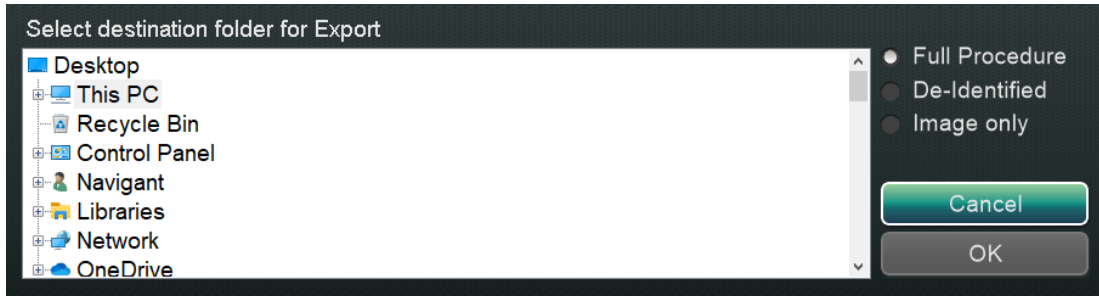 Select destination folder for Export
Desktop
This PC
Recycle Bin
Control Panel
Navigant
Libraries
Network
OneDrive
Full Procedure
De-Identified
Image only
Cancel
OK